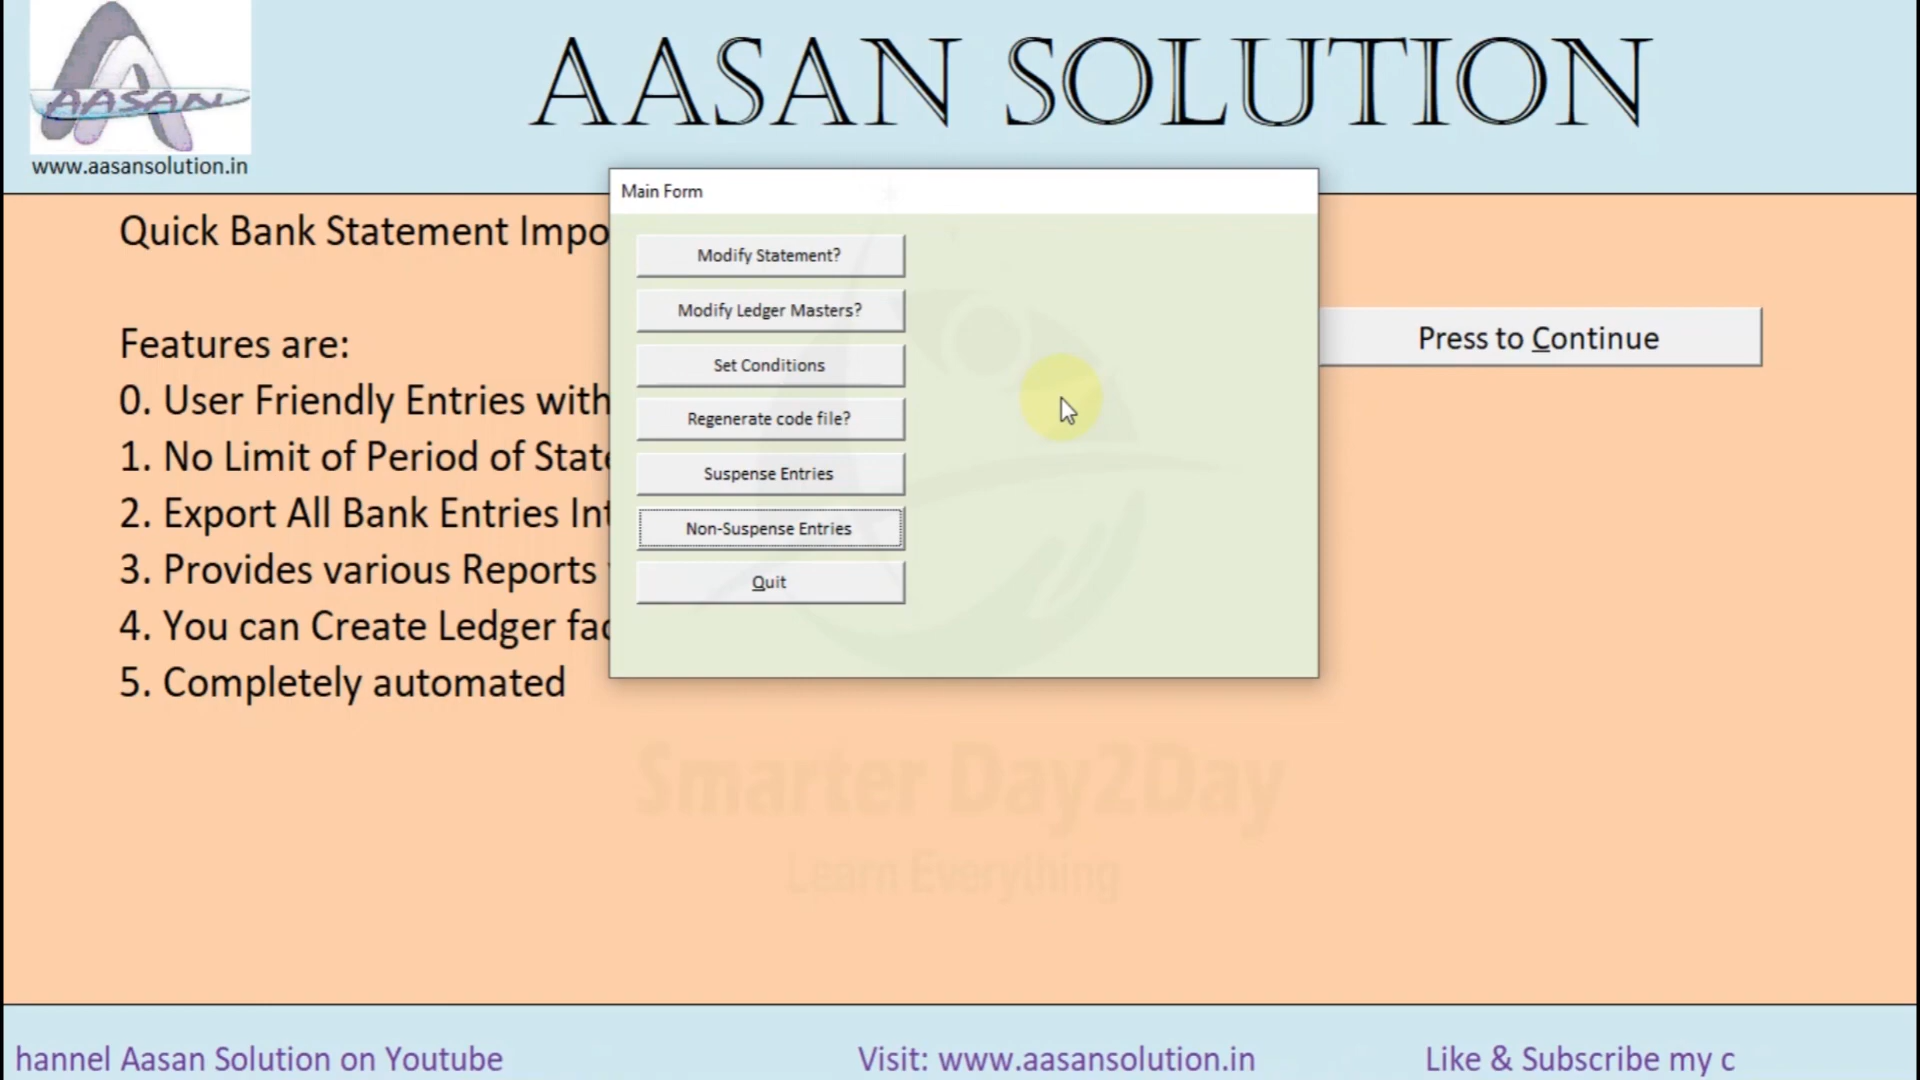 AASAN
www.aasansolution.in
AASAN SOLUTION
Main Form
Quick Bank Statement Impo
Modify Statement?
Modify Ledger Masters?
Press to Continue
Features are:
Set Conditions
0. User Friendly Entries with
Regenerate code file?
1. No Limit of Period of State
Suspense Entries
2. Export All Bank Entries Int
Non-Suspense Entries
3. Provides various Reports
Quit
4. You can Create Ledger fac
5. Completely automated
Smarter Day2Day
Learn Everything
hannel Aasan Solution on Youtube
Visit: www.aasansolution.in
Like & Subscribe my c